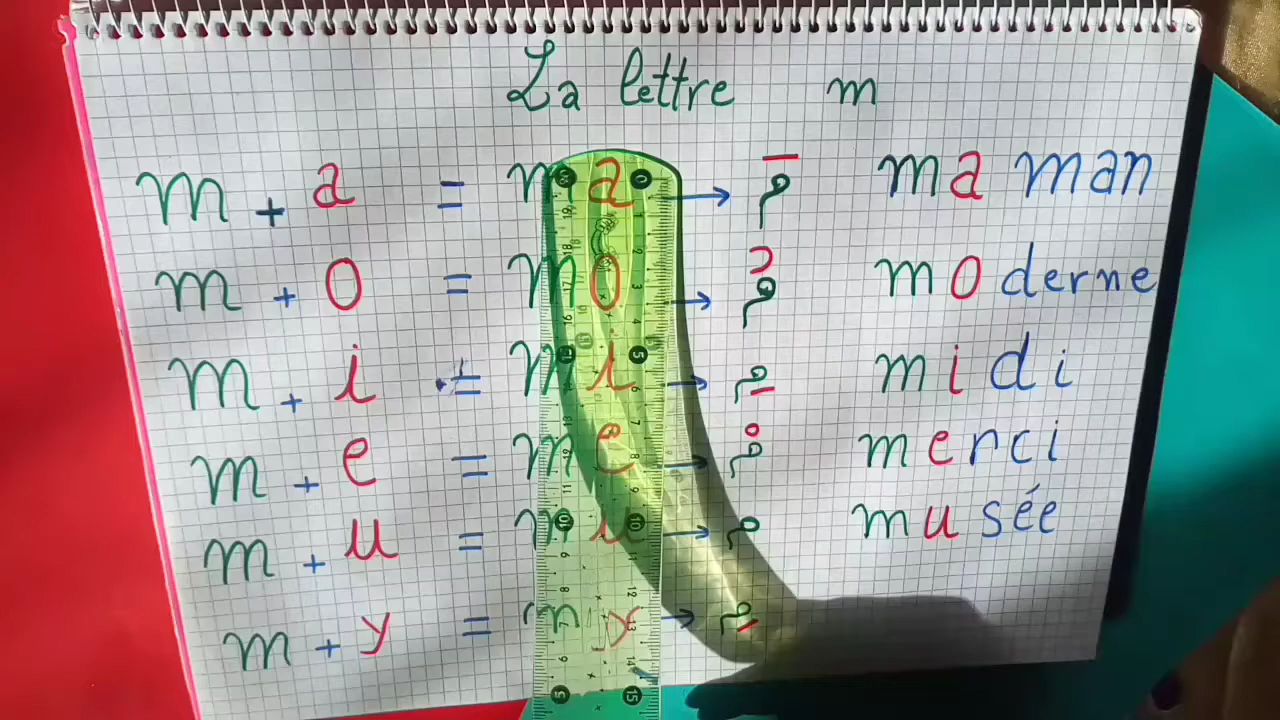 La lettre m
m + a = ma → مَ maman
m + o = mo → مُ moderne
m + i = mi → مِ midi
m + e = me → مْ merci
m + u = mu → م musée
m + y = my → مِ